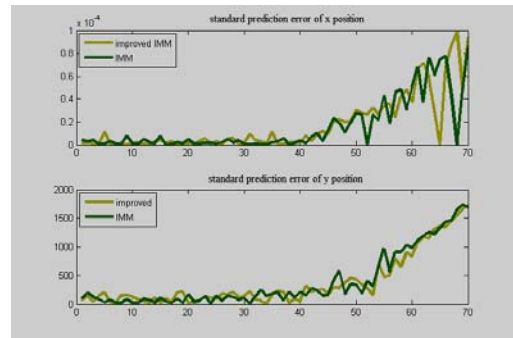 standard prediction error of x position
x 10⁻⁴
1
0.8
0.6
0.4
0.2
0
improved IMM
IMM
0 10 20 30 40 50 60 70
standard prediction error of y position
2000
1500
1000
500
0
improved
IMM
0 10 20 30 40 50 60 70